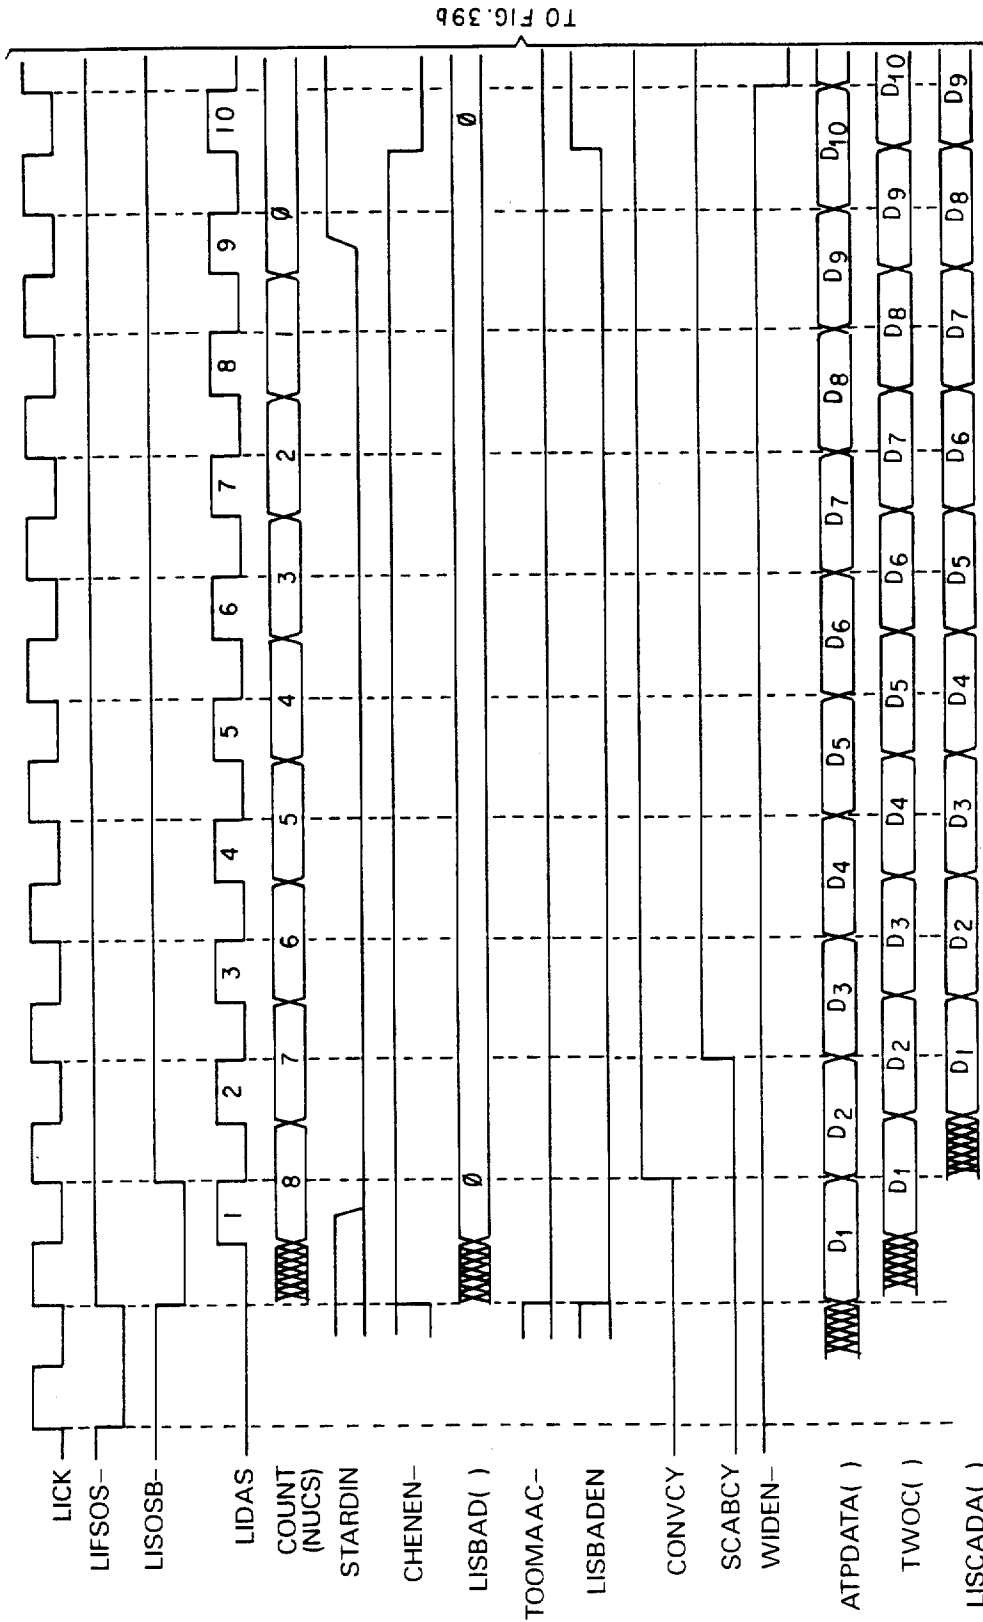 LICK
LIFSOS–
LISOSB–
LIDAS 1 2 3 4 5 6 7 8 9 10
COUNT (NUCS) 8 7 6 5 4 3 2 1 Ø
STARDIN
CHENEN–
LISBAD( ) Ø Ø
TOOMAAC–
LISBADEN
CONVCY
SCABCY
WIDEN–
ATPDATA( ) D1 D2 D3 D4 D5 D6 D7 D8 D9 D10
TWOC( ) D1 D2 D3 D4 D5 D6 D7 D8 D9 D10
LISCADA( ) D1 D2 D3 D4 D5 D6 D7 D8 D9
TO FIG. 39b